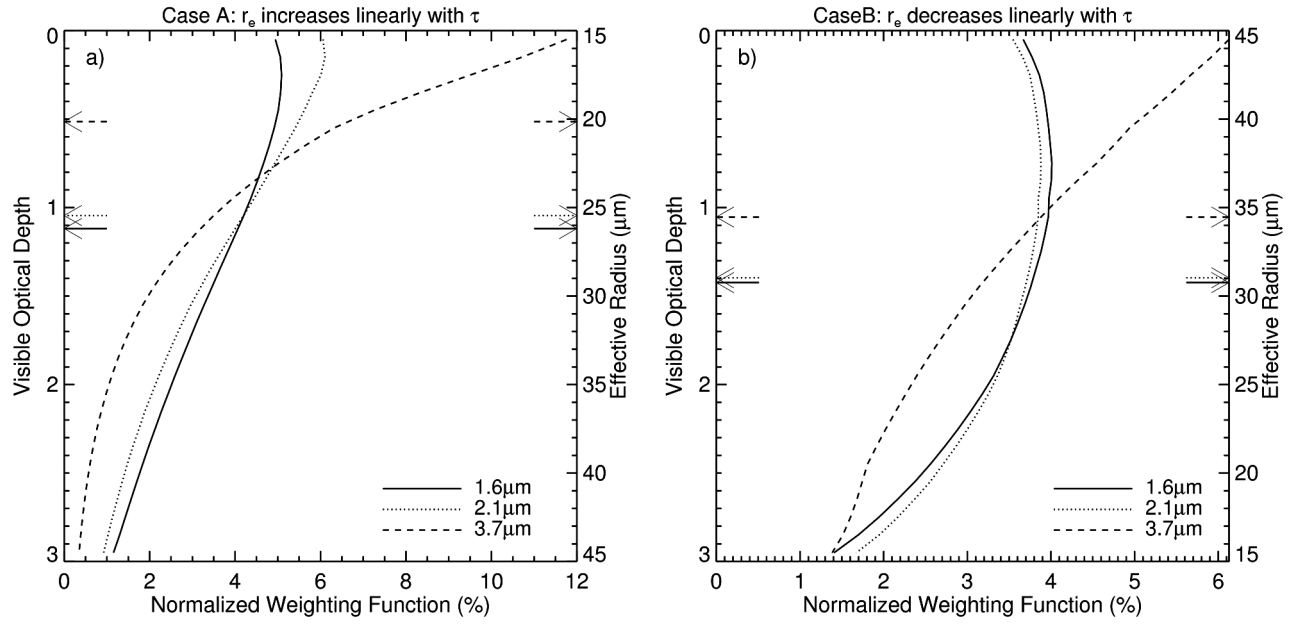 Case A: rₑ increases linearly with τ
a)
0
1
2
3
Visible Optical Depth
15
20
25
30
35
40
45
Effective Radius (μm)
1.6μm
2.1μm
3.7μm
0 2 4 6 8 10 12
Normalized Weighting Function (%)
CaseB: rₑ decreases linearly with τ
b)
0
1
2
3
Visible Optical Depth
45
40
35
30
25
20
15
Effective Radius (μm)
1.6μm
2.1μm
3.7μm
0 1 2 3 4 5 6
Normalized Weighting Function (%)